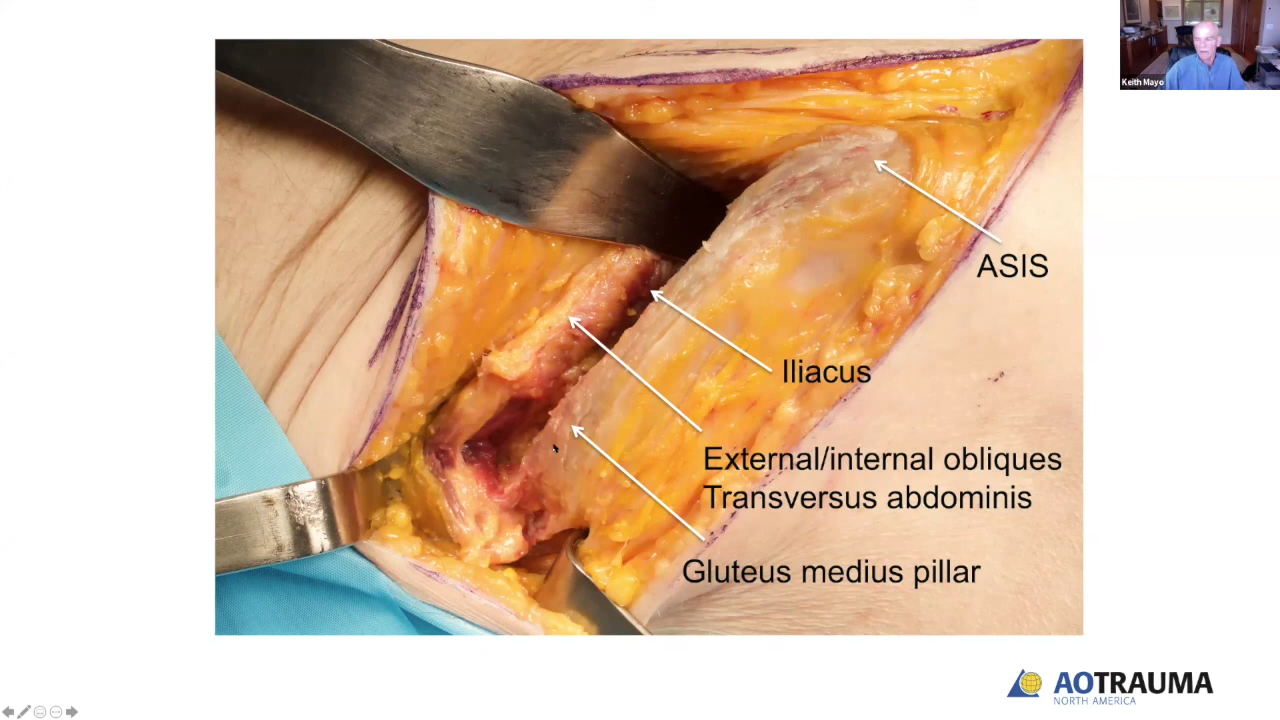 Keith Mayo
ASIS
Iliacus
External/internal obliques
Transversus abdominis
Gluteus medius pillar
AOTRAUMA
NORTH AMERICA